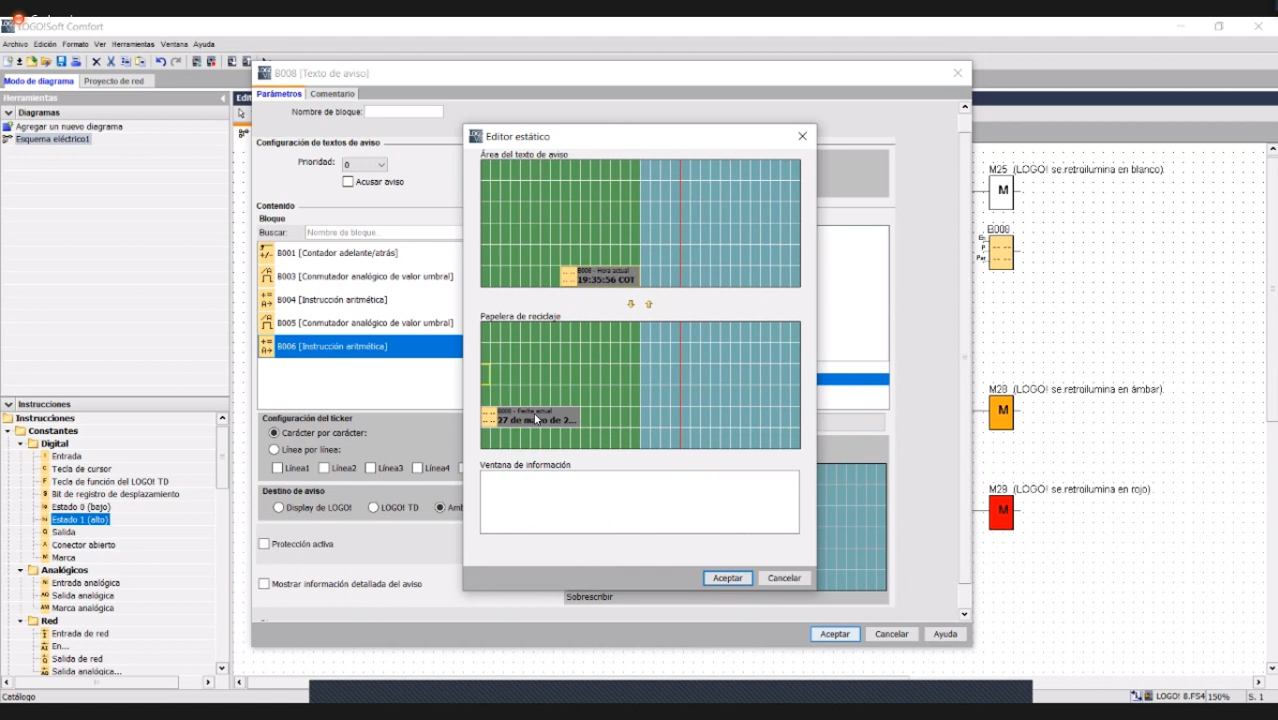 LOGO!Soft Comfort
Archivo Edición Formato Ver Herramientas Ventana Ayuda
Modo de diagrama Proyecto de red
Herramientas
Diagramas
Agregar un nuevo diagrama
Esquema eléctrico1
Instrucciones
Instrucciones
Constantes
Digital
Entrada
Tecla de cursor
Tecla de función del LOGO! TD
Bit de registro de desplazamiento
Estado 0 (bajo)
Estado 1 (alto)
Salida
Conector abierto
Marca
Analógicos
Entrada analógica
Salida analógica
Marca analógica
Red
Entrada de red
En...
Salida de red
Salida analógica...
Catálogo
B008 [Texto de aviso]
Parámetros Comentario
Nombre de bloque:
Configuración de textos de aviso
Prioridad: 0
Acusar aviso
Contenido
Bloque
Buscar: Nombre de bloque...
B001 [Contador adelante/atrás]
B003 [Conmutador analógico de valor umbral]
B004 [Instrucción aritmética]
B005 [Conmutador analógico de valor umbral]
B006 [Instrucción aritmética]
Configuración del ticker
Carácter por carácter:
Línea por línea:
Línea1 Línea2 Línea3 Línea4
Destino de aviso
Display de LOGO! LOGO! TD Amb
Protección activa
Mostrar información detallada del aviso
Sobrescribir
Aceptar Cancelar Ayuda
Editor estático
Área del texto de aviso
B008 - Hora actual
19:35:56 COT
Papelera de reciclaje
B008 - Fecha actual
27 de mayo de 2...
Ventana de información
Aceptar Cancelar
M25 (LOGO! se retroilumina en blanco)
M
B008
En
P
Par
M28 (LOGO! se retroilumina en ámbar)
M
M29 (LOGO! se retroilumina en rojo)
M
LOGO! 8.FS4 150% S. 1